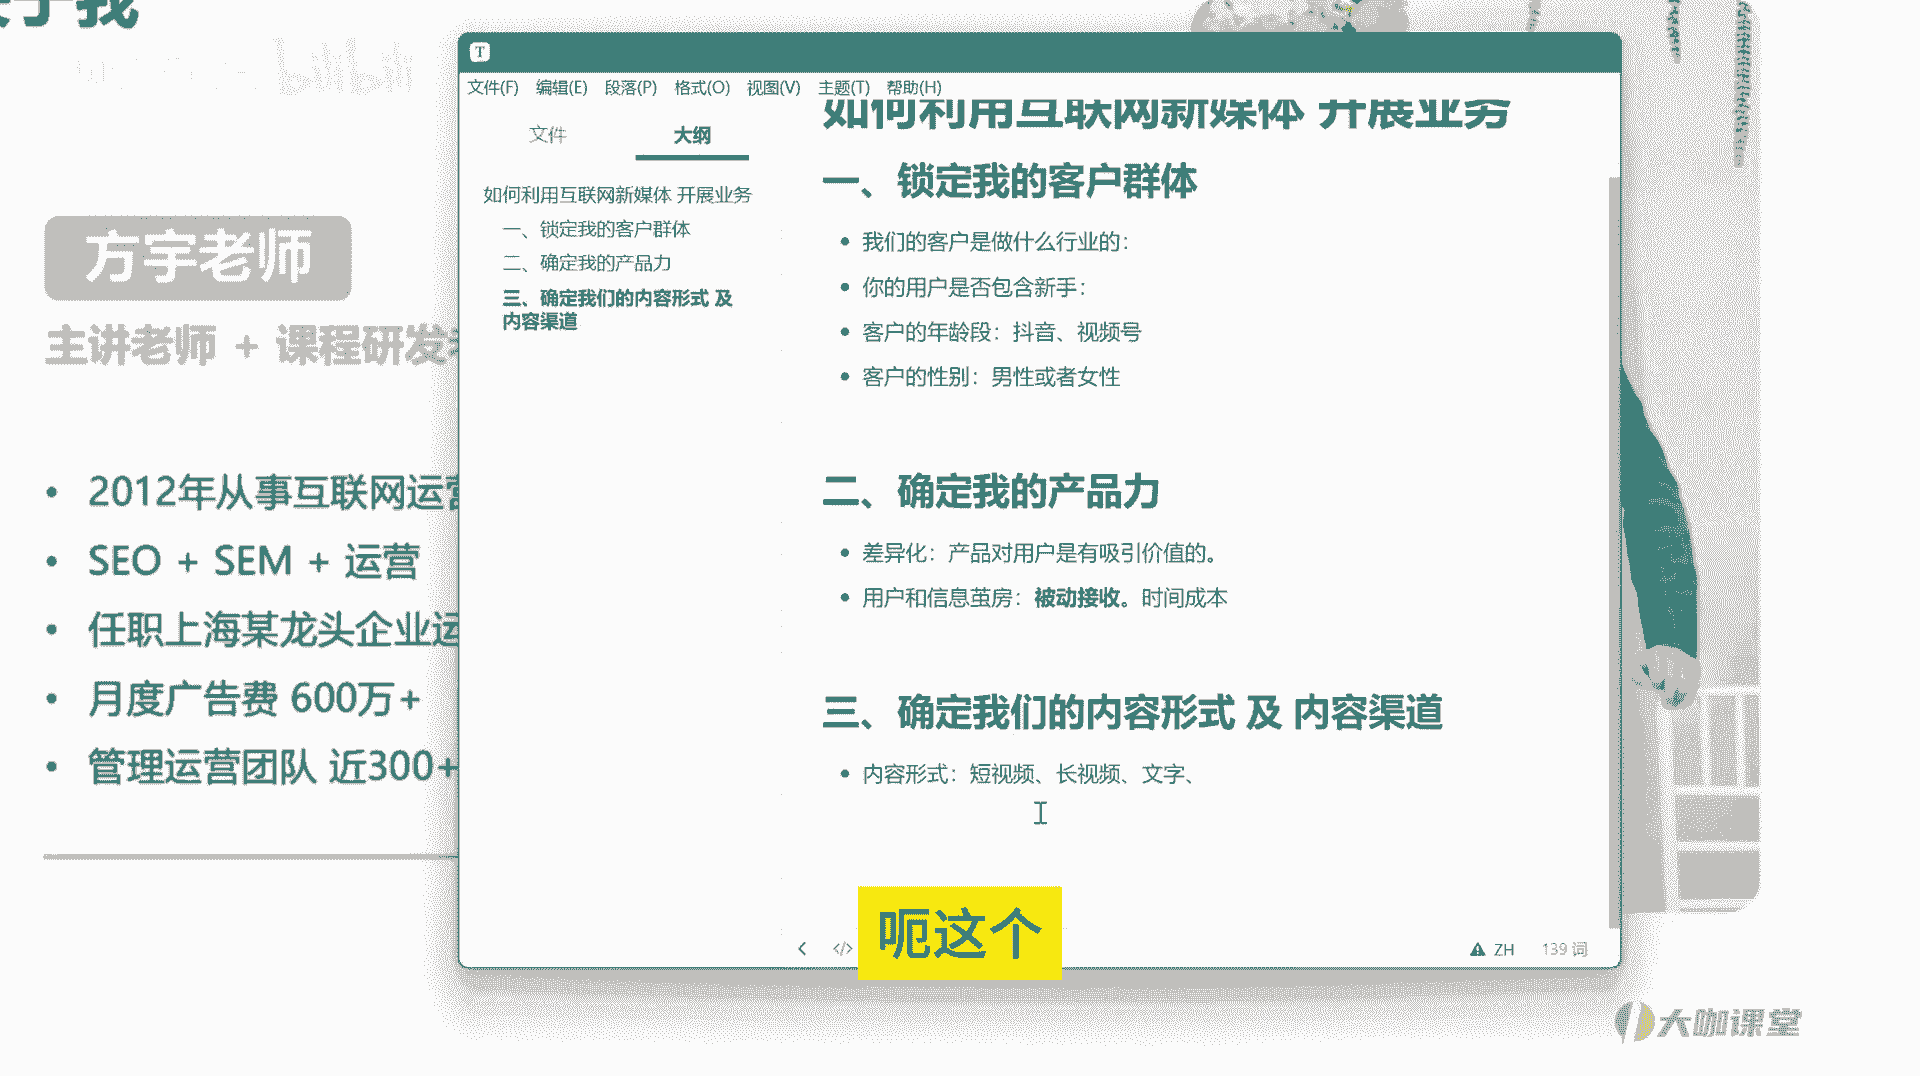 于我
bilibili
方宇老师
主讲老师 + 课程研发
• 2012年从事互联网运营
• SEO + SEM + 运营
• 任职上海某龙头企业运
• 月度广告费 600万+
• 管理运营团队 近300+
T
文件(F) 编辑(E) 段落(P) 格式(O) 视图(V) 主题(T) 帮助(H)
文件 大纲
如何利用互联网新媒体 开展业务
一、锁定我的客户群体
二、确定我的产品力
三、确定我们的内容形式 及
内容渠道
如何利用互联网新媒体 开展业务
一、锁定我的客户群体
• 我们的客户是做什么行业的：
• 你的用户是否包含新手：
• 客户的年龄段：抖音、视频号
• 客户的性别：男性或者女性
二、确定我的产品力
• 差异化：产品对用户是有吸引价值的。
• 用户和信息茧房：被动接收。时间成本
三、确定我们的内容形式 及 内容渠道
• 内容形式：短视频、长视频、文字、
呃这个
</> ZH 139 词
大咖课堂